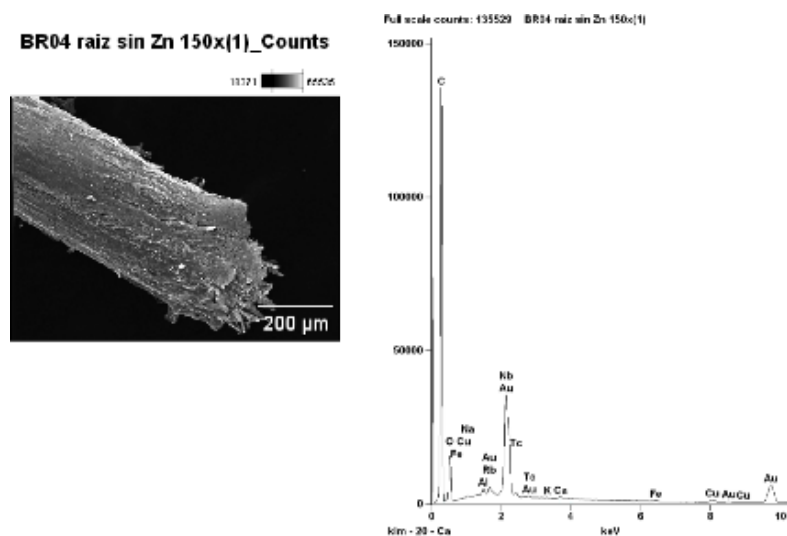 BR04 raiz sin Zn 150x(1)_Counts
65535
200 µm
Full scale counts: 135529 BR04 raiz sin Zn 150x(1)
150000
C
100000
50000
Nb
Au
Na
O Cu
Fe
Tc
Au
Rb
Al
Tc
Au
K Ca
Fe
Cu
Au
Cu
Au
0
0 2 4 6 8 10
klm - 20 - Ca
keV